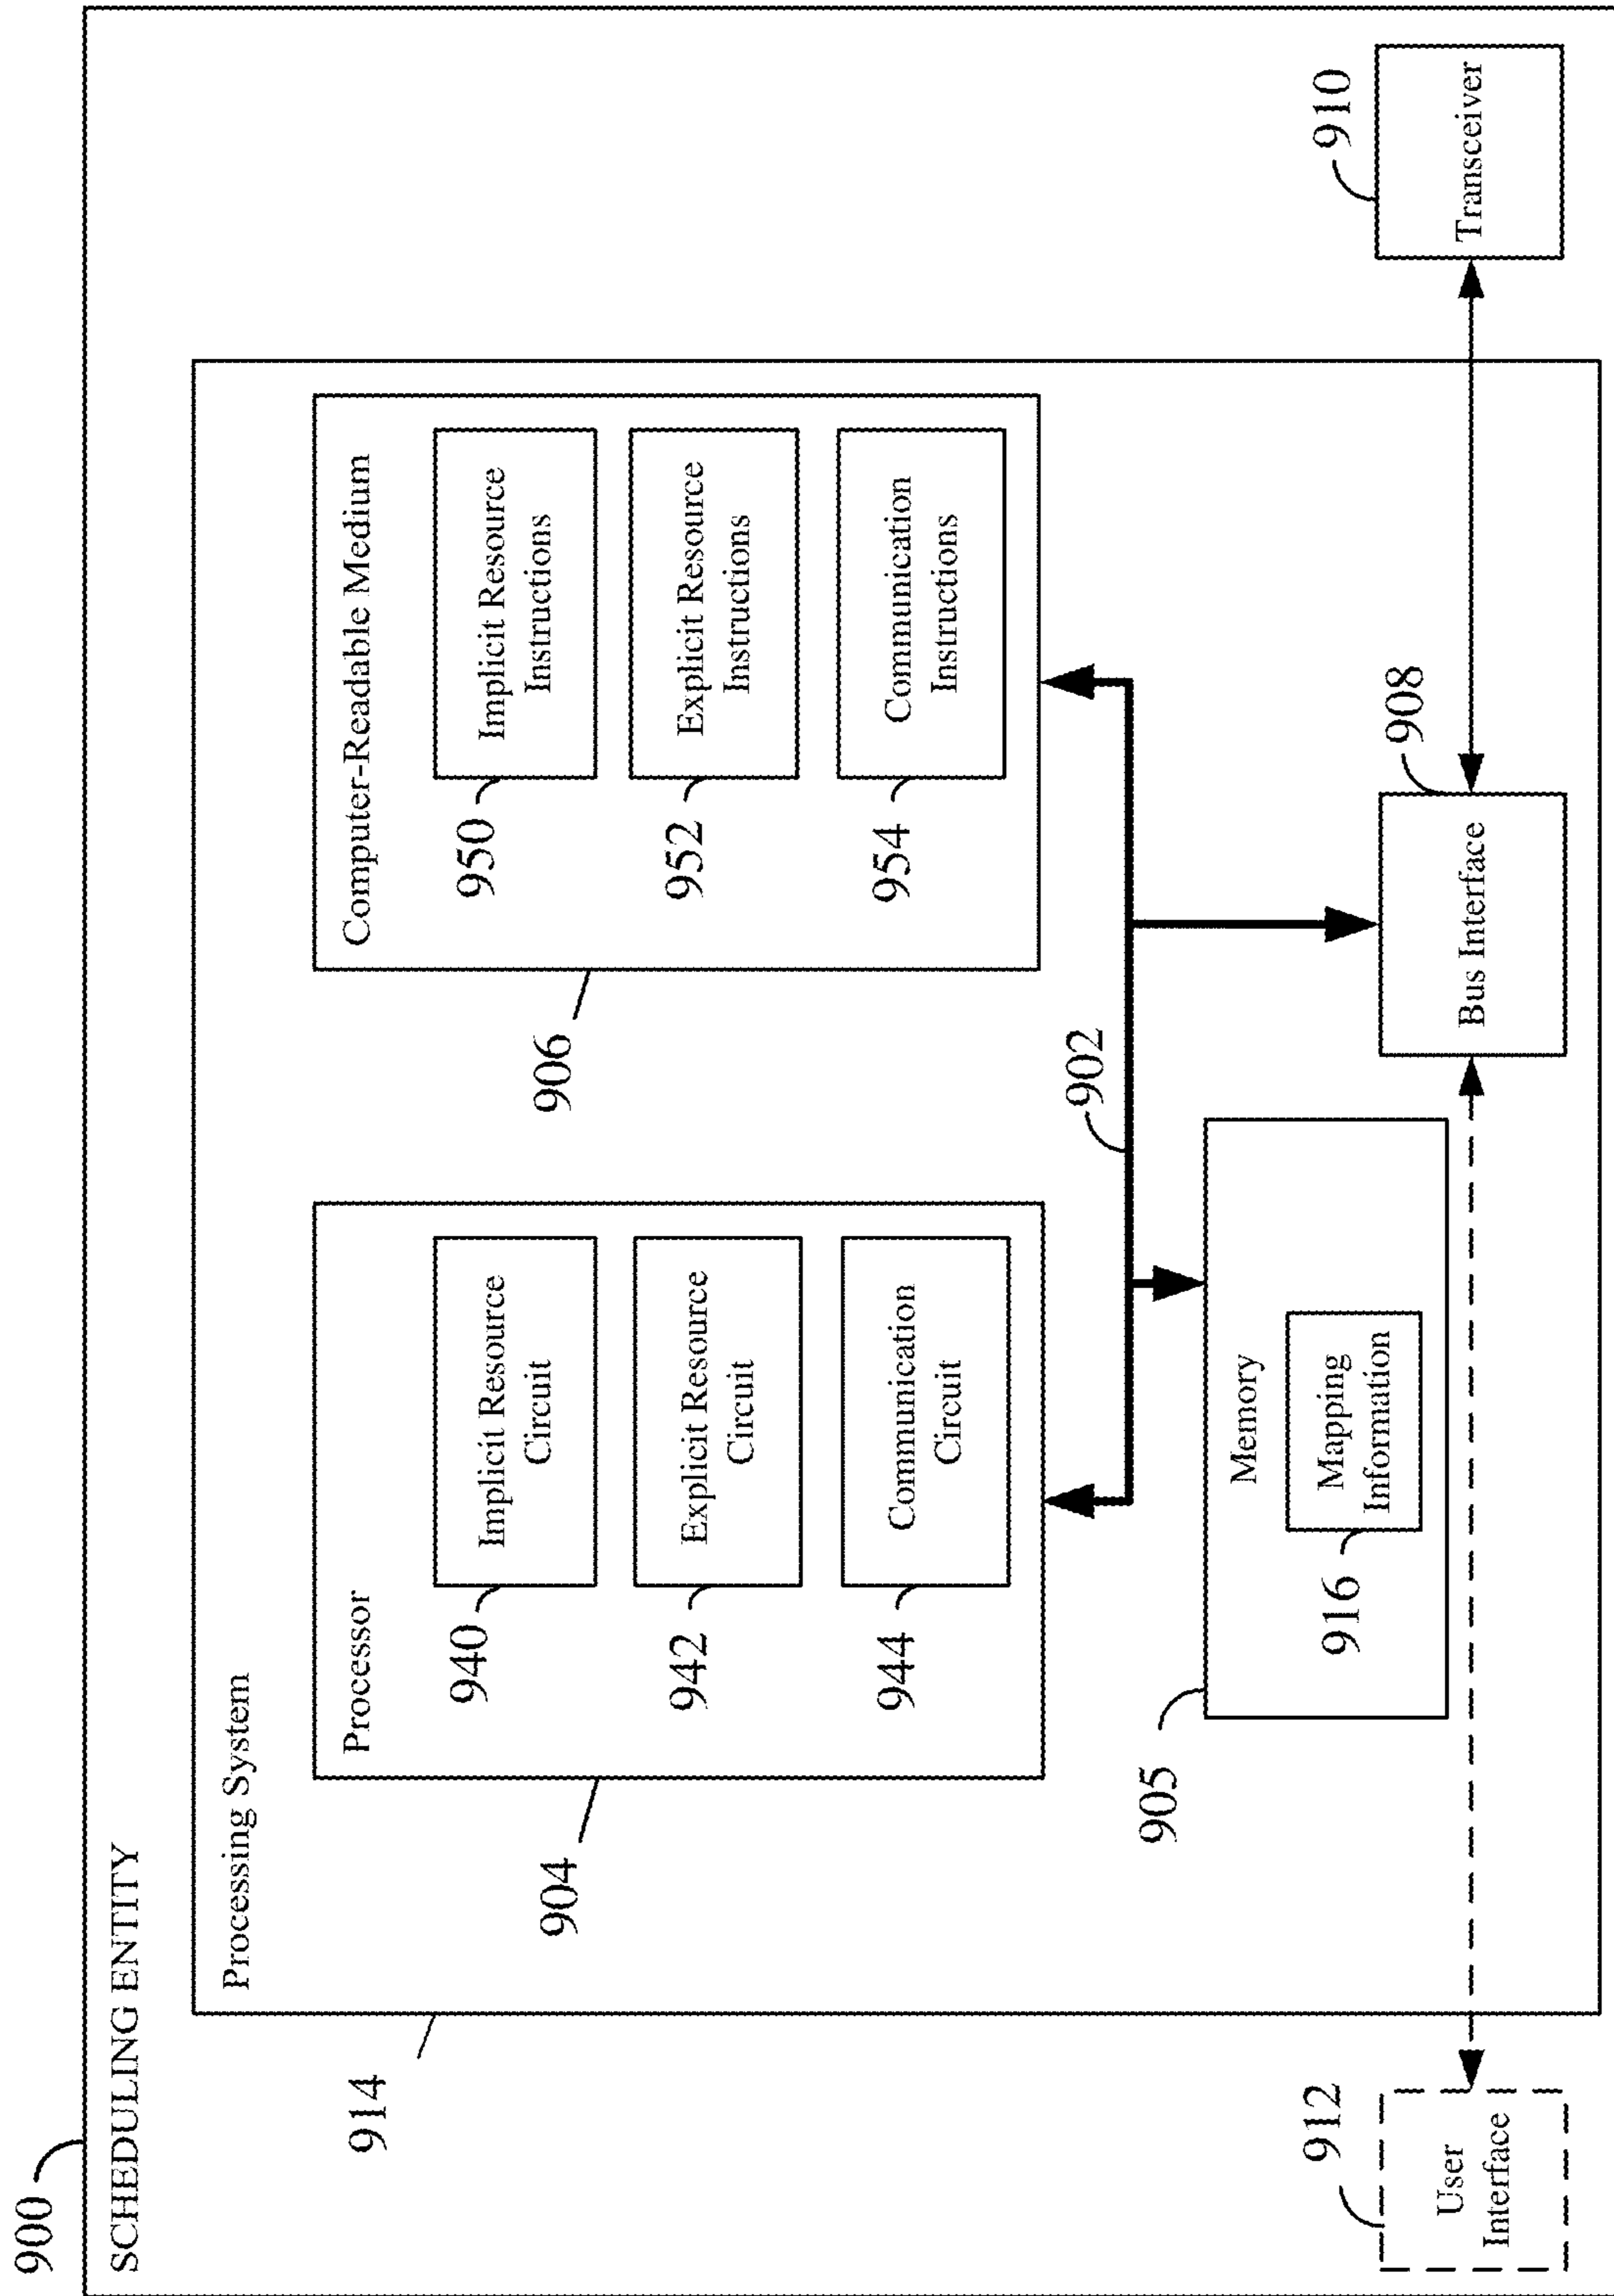 900
SCHEDULING ENTITY
914
Processing System
904
Processor
940
Implicit Resource
Circuit
942
Explicit Resource
Circuit
944
Communication
Circuit
906
Computer-Readable Medium
950
Implicit Resource
Instructions
952
Explicit Resource
Instructions
954
Communication
Instructions
902
905
Memory
916
Mapping
Information
908
Bus Interface
912
User
Interface
910
Transceiver